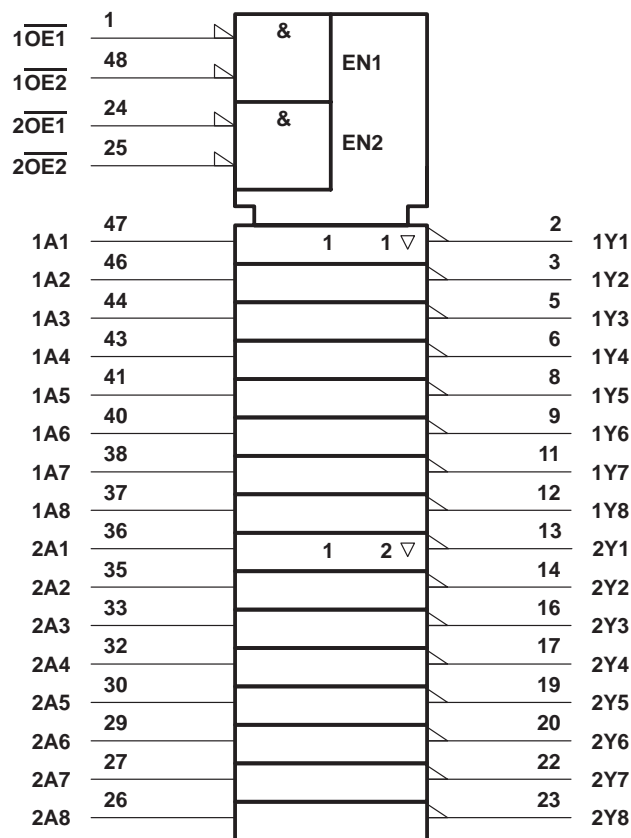 1 &
1OE1
48 EN1
1OE2
24 &
2OE1
25 EN2
2OE2
47 1 1 ▽ 2
1A1 1Y1
46 3
1A2 1Y2
44 5
1A3 1Y3
43 6
1A4 1Y4
41 8
1A5 1Y5
40 9
1A6 1Y6
38 11
1A7 1Y7
37 12
1A8 1Y8
36 1 2 ▽ 13
2A1 2Y1
35 14
2A2 2Y2
33 16
2A3 2Y3
32 17
2A4 2Y4
30 19
2A5 2Y5
29 20
2A6 2Y6
27 22
2A7 2Y7
26 23
2A8 2Y8